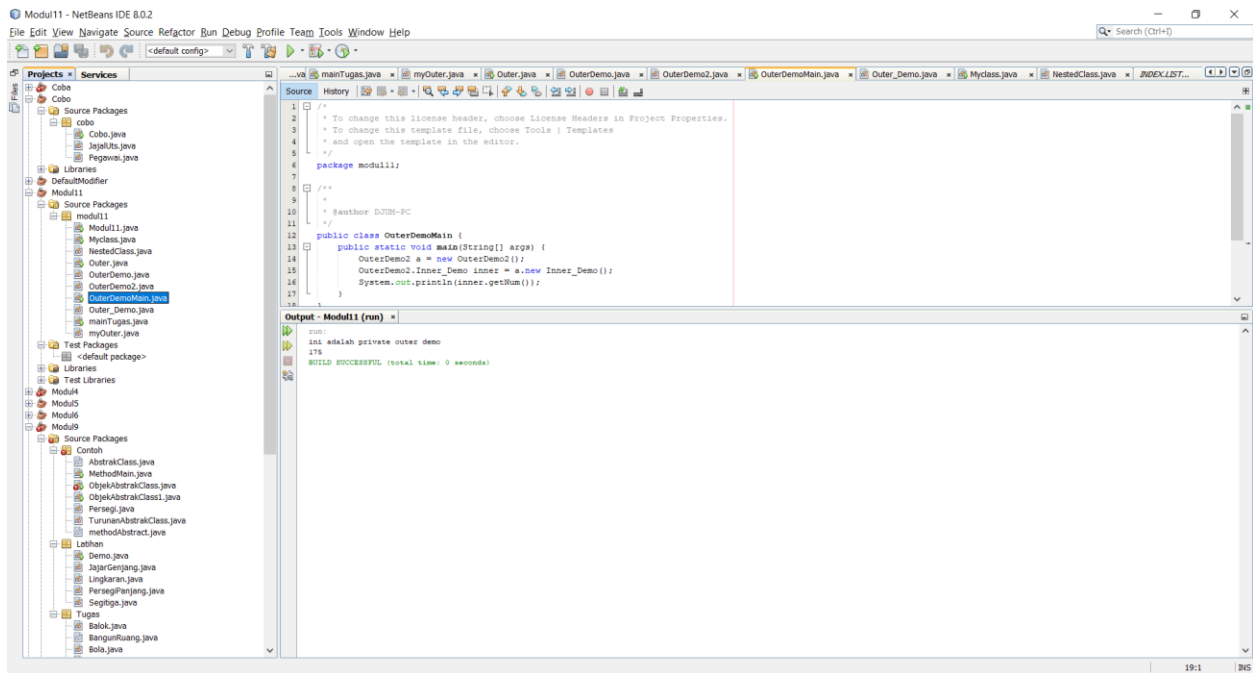 Modul11 - NetBeans IDE 8.0.2
File Edit View Navigate Source Refactor Run Debug Profile Team Tools Window Help
Search (Ctrl+I)
<default config>
Projects
Services
Files
Coba
Cobo
Source Packages
cobo
Cobo.java
JajalUts.java
Pegawai.java
Libraries
DefaultModifier
Modul11
Source Packages
modul11
Modul11.java
Myclass.java
NestedClass.java
Outer.java
OuterDemo.java
OuterDemo2.java
OuterDemoMain.java
Outer_Demo.java
mainTugas.java
myOuter.java
Test Packages
<default package>
Libraries
Test Libraries
Modul4
Modul5
Modul6
Modul9
Source Packages
Contoh
AbstrakClass.java
MethodMain.java
ObjekAbstrakClass.java
ObjekAbstrakClass1.java
Persegi.java
TurunanAbstrakClass.java
methodAbstract.java
Latihan
Demo.java
JajarGenjang.java
Lingkaran.java
PersegiPanjang.java
Segitiga.java
Tugas
Balok.java
BangunRuang.java
Bola.java
...va mainTugas.java myOuter.java Outer.java OuterDemo.java OuterDemo2.java OuterDemoMain.java Outer_Demo.java Myclass.java NestedClass.java INDEX.LIST...
Source History
1 /*
2 * To change this license header, choose License Headers in Project Properties.
3 * To change this template file, choose Tools | Templates
4 * and open the template in the editor.
5 */
6 package modul11;
7
8 /**
9 *
10 * @author DJUM-PC
11 */
12 public class OuterDemoMain {
13 public static void main(String[] args) {
14 OuterDemo2 a = new OuterDemo2();
15 OuterDemo2.Inner_Demo inner = a.new Inner_Demo();
16 System.out.println(inner.getNum());
17 }
18 }
Output - Modul11 (run)
run:
ini adalah private outer demo
175
BUILD SUCCESSFUL (total time: 0 seconds)
19:1
INS